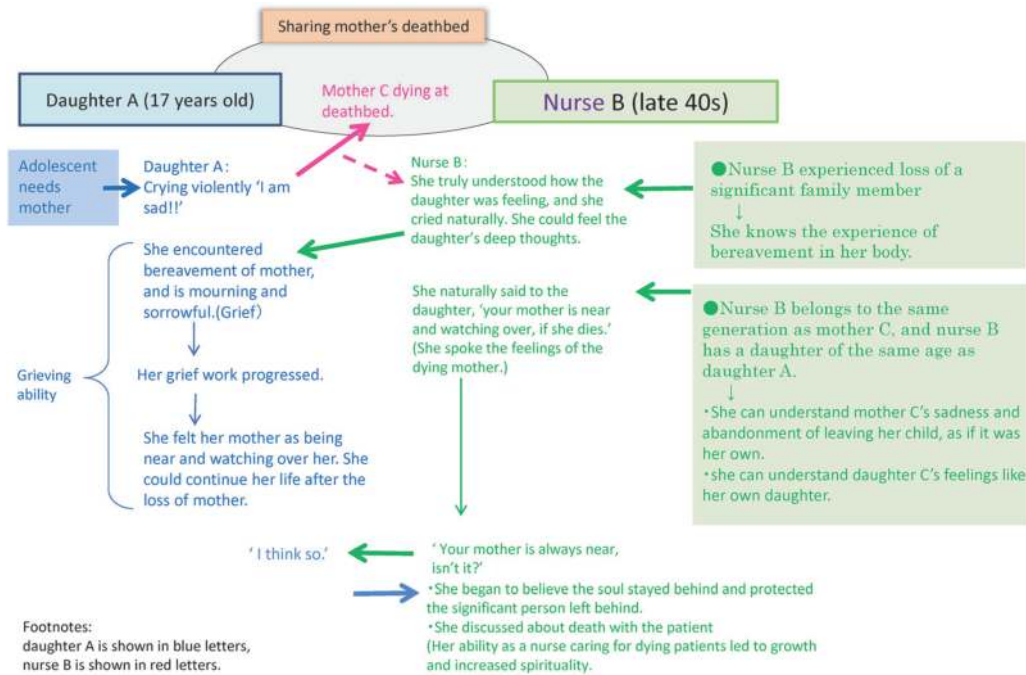 Sharing mother's deathbed
Daughter A (17 years old)
Mother C dying at
deathbed.
Nurse B (late 40s)
Adolescent
needs
mother
Daughter A:
Crying violently 'I am
sad!!'
Nurse B:
She truly understood how the
daughter was feeling, and she
cried naturally. She could feel the
daughter's deep thoughts.
●Nurse B experienced loss of a
significant family member
↓
She knows the experience of
bereavement in her body.
She encountered
bereavement of mother,
and is mourning and
sorrowful.(Grief)
Her grief work progressed.
She felt her mother as being
near and watching over her. She
could continue her life after the
loss of mother.
Grieving
ability
She naturally said to the
daughter, 'your mother is near
and watching over, if she dies.'
(She spoke the feelings of the
dying mother.)
●Nurse B belongs to the same
generation as mother C, and nurse B
has a daughter of the same age as
daughter A.
↓
・She can understand mother C's sadness and
abandonment of leaving her child, as if it was
her own.
・she can understand daughter C's feelings like
her own daughter.
' I think so.'
' Your mother is always near,
isn't it?'
・She began to believe the soul stayed behind and protected
the significant person left behind.
・She discussed about death with the patient
(Her ability as a nurse caring for dying patients led to growth
and increased spirituality.
Footnotes:
daughter A is shown in blue letters,
nurse B is shown in red letters.